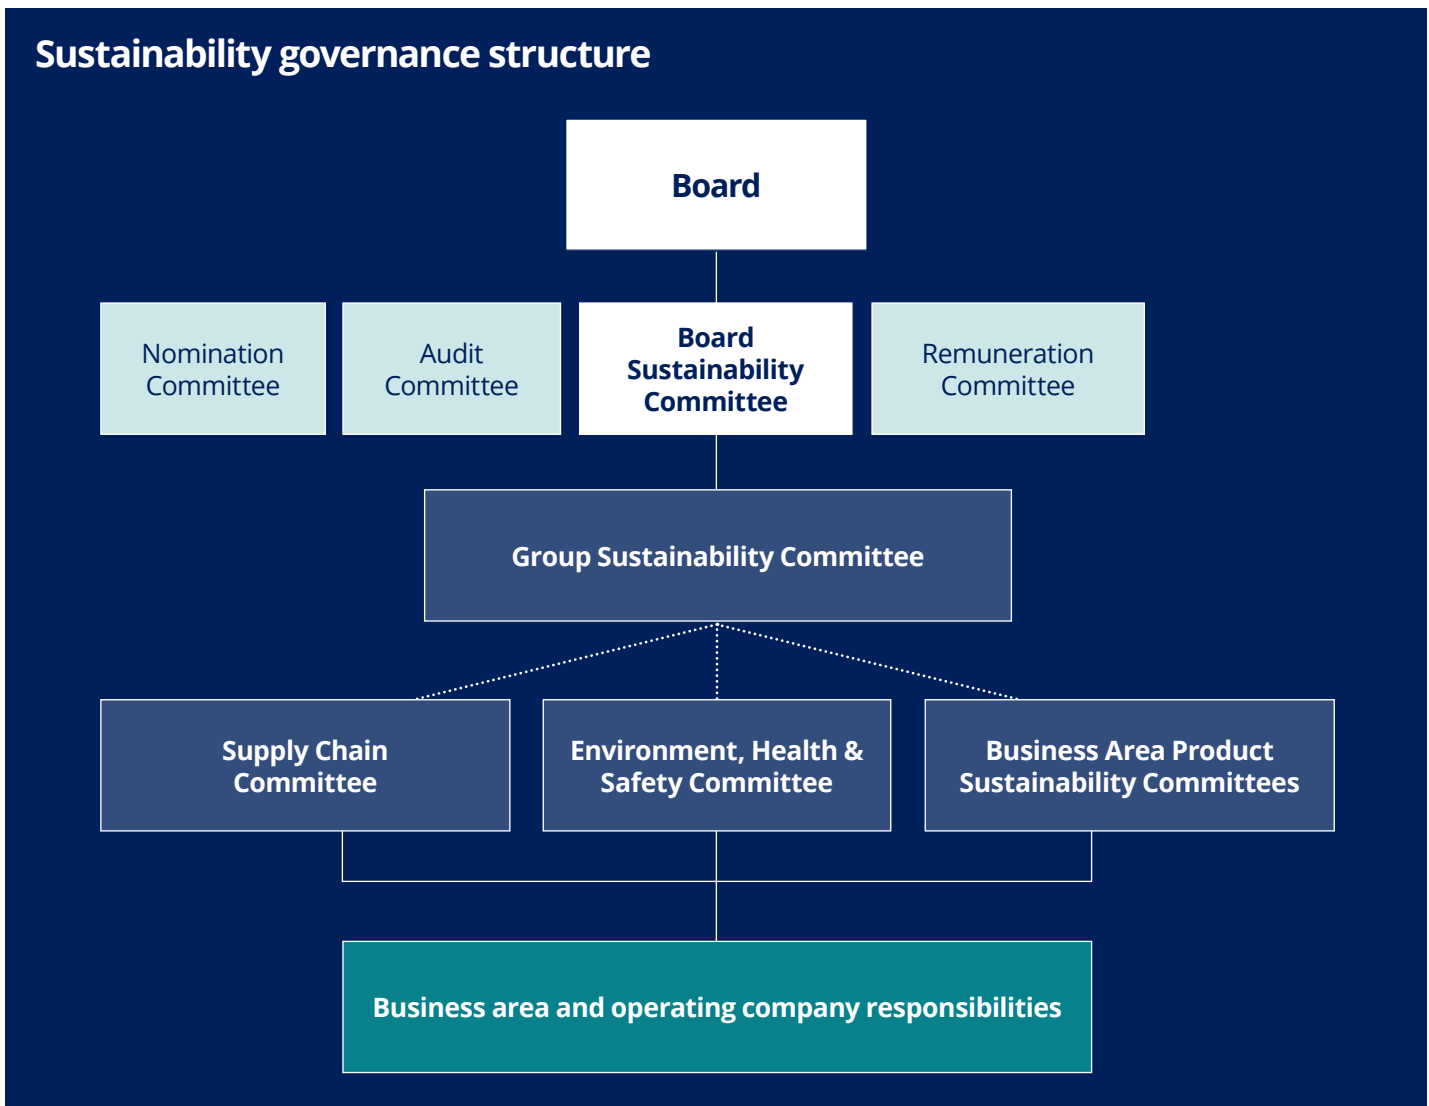 Sustainability governance structure
Board
Nomination
Committee
Audit
Committee
Board
Sustainability
Committee
Remuneration
Committee
Group Sustainability Committee
Supply Chain
Committee
Environment, Health &
Safety Committee
Business Area Product
Sustainability Committees
Business area and operating company responsibilities